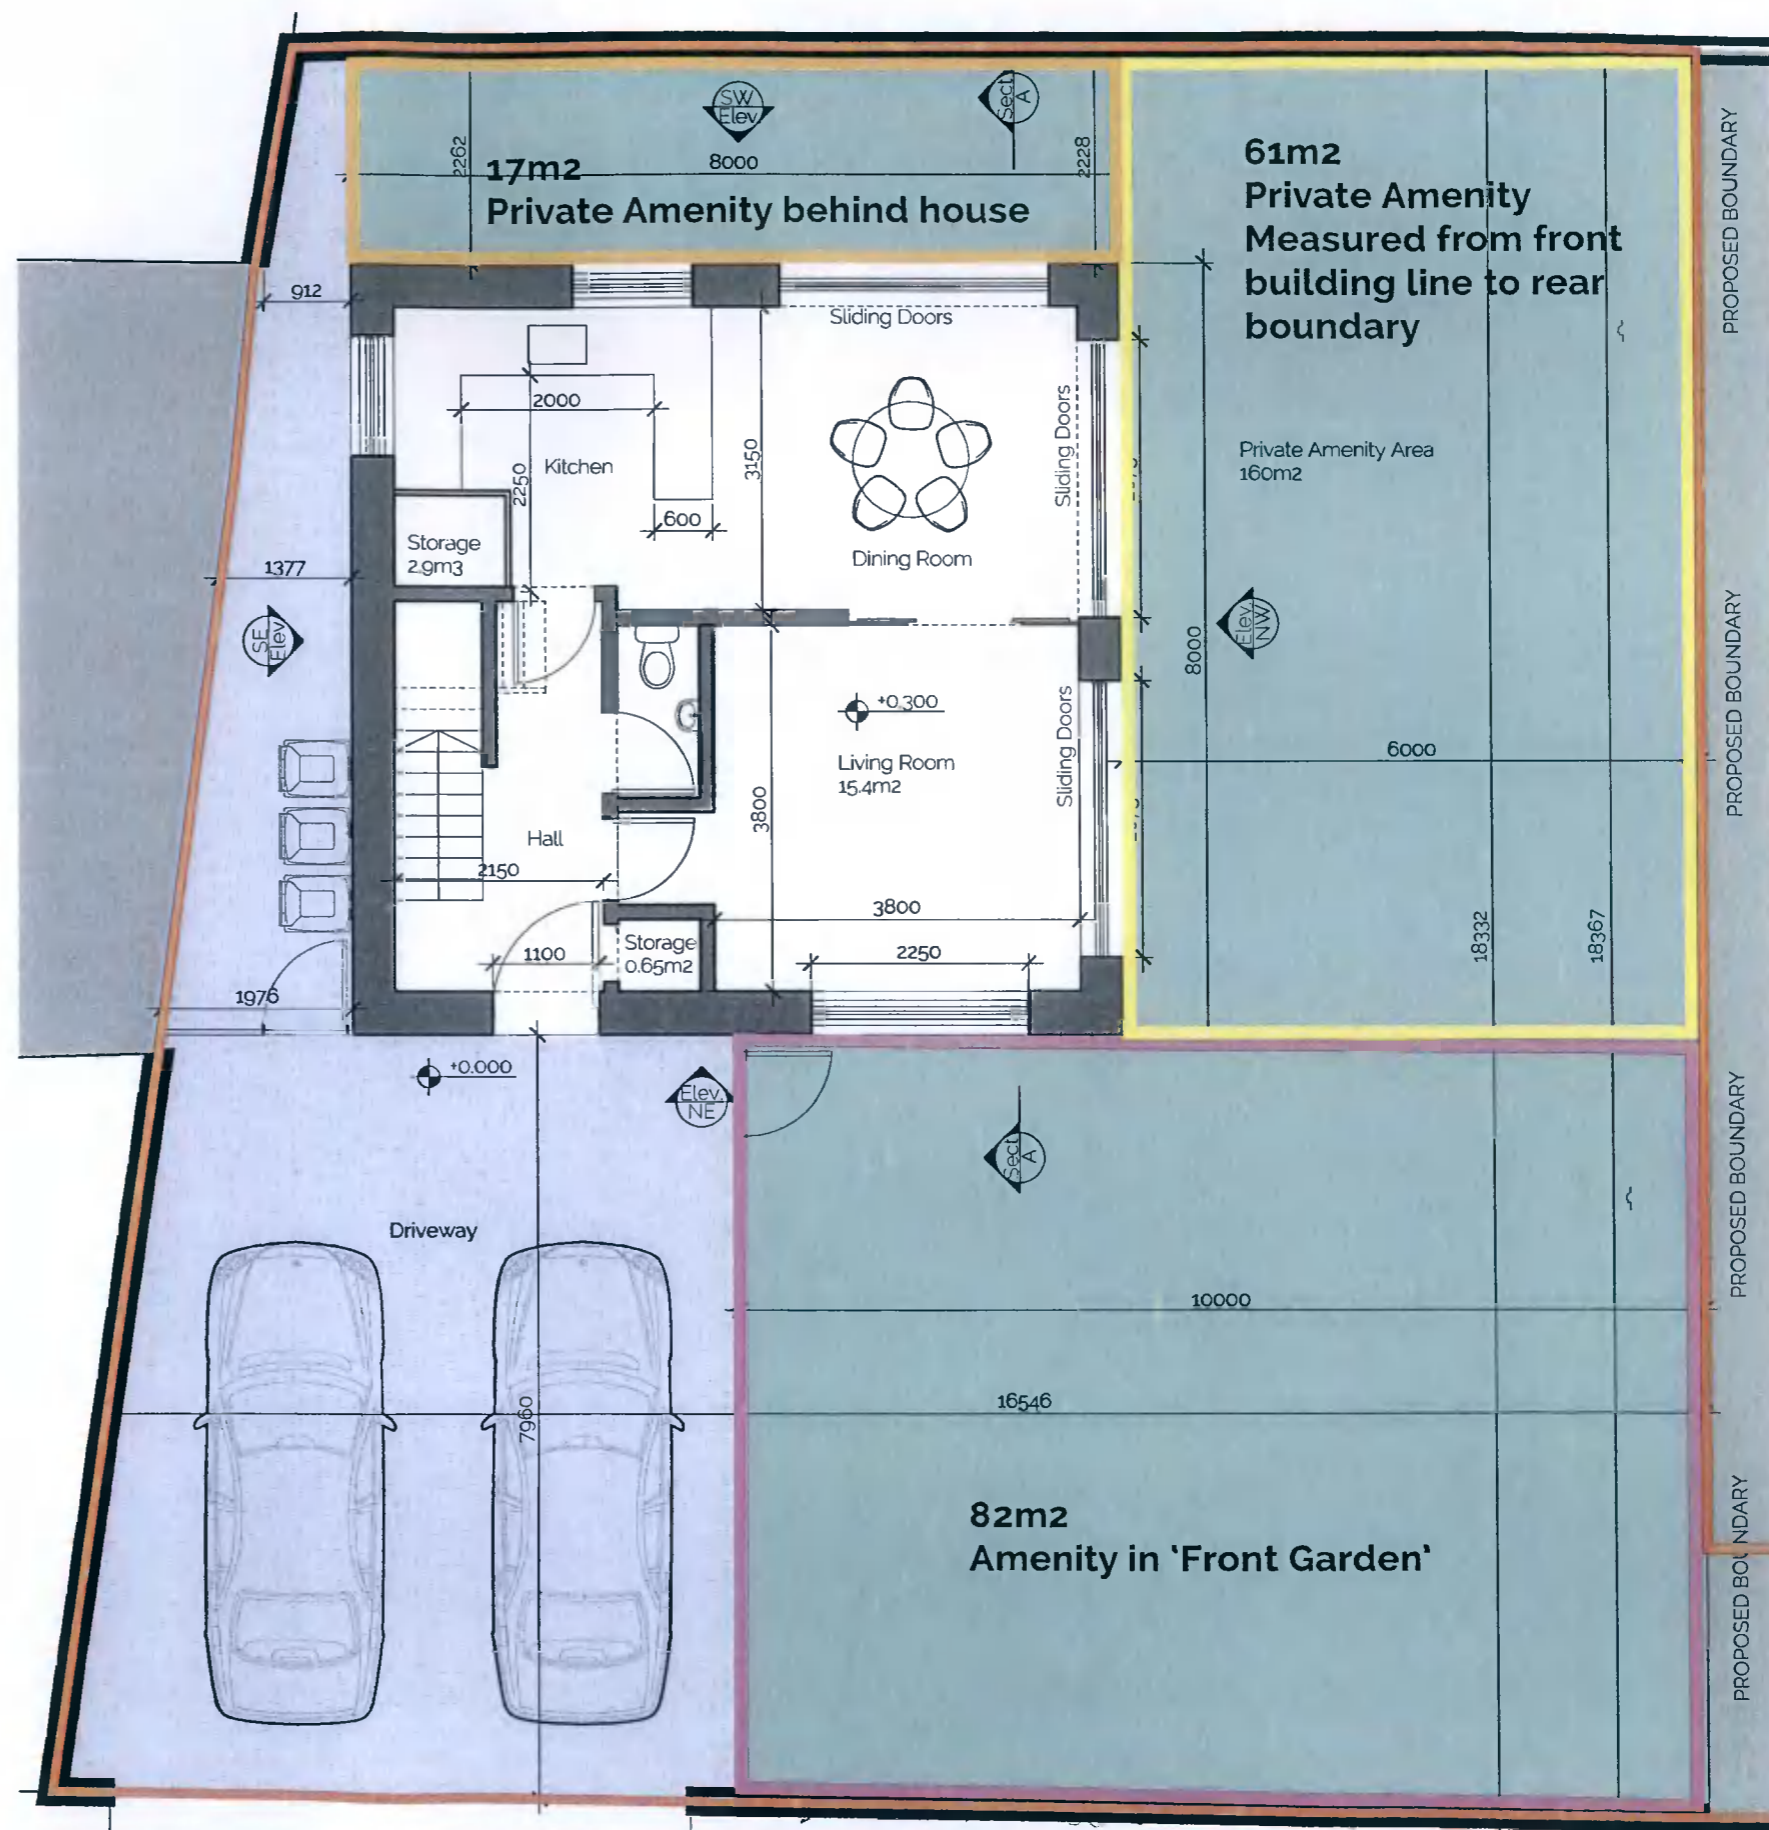 SW
Elev.
Sect
A
2262
8000
2228
17m2
Private Amenity behind house
61m2
Private Amenity
Measured from front
building line to rear
boundary
PROPOSED BOUNDARY
912
Sliding Doors
2000
Kitchen
2250
3150
600
Sliding Doors
Private Amenity Area
160m2
Storage
2.9m3
Dining Room
1377
SE
Elev.
Elev.
NW
8000
PROPOSED BOUNDARY
+0.300
Living Room
15.4m2
Sliding Doors
6000
Hall
3800
2150
3800
18332
18367
1100
Storage
0.65m2
2250
1976
+0.000
Elev.
NE
Sect
A
PROPOSED BOUNDARY
Driveway
10000
16546
7960
82m2
Amenity in ‘Front Garden’
PROPOSED BOUNDARY